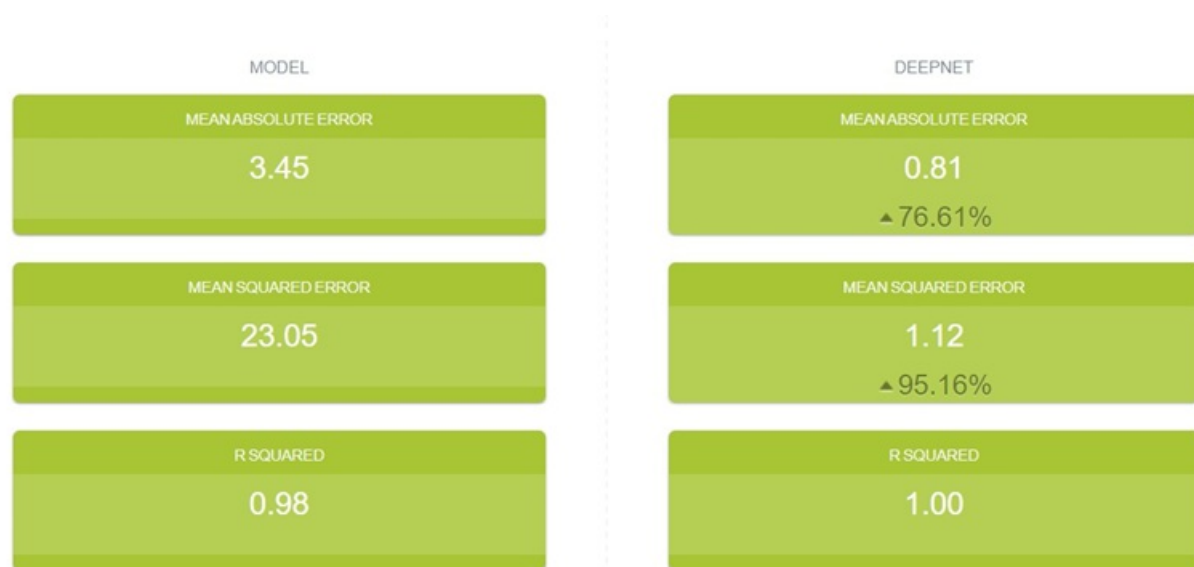 MODEL
MEAN ABSOLUTE ERROR
3.45
MEAN SQUARED ERROR
23.05
R SQUARED
0.98
DEEPNET
MEAN ABSOLUTE ERROR
0.81
▲76.61%
MEAN SQUARED ERROR
1.12
▲95.16%
R SQUARED
1.00